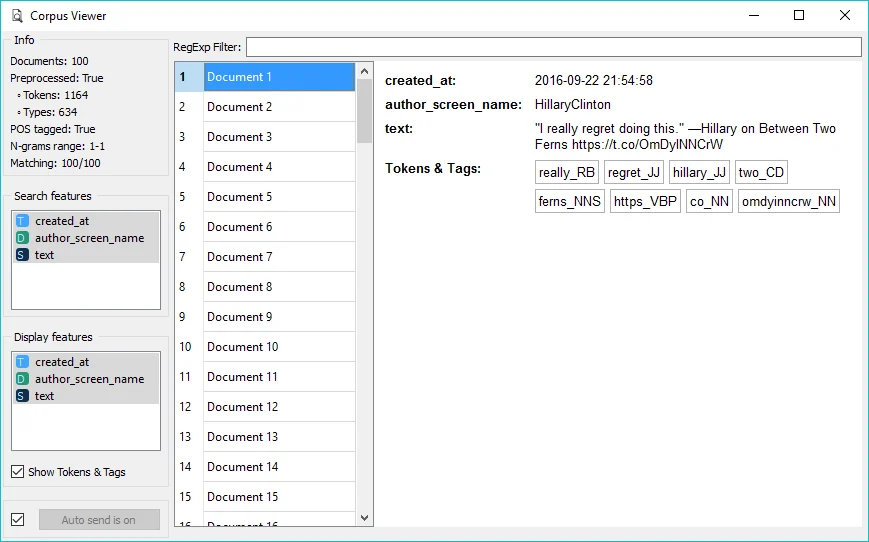 Corpus Viewer
Info
Documents: 100
Preprocessed: True
◦ Tokens: 1164
◦ Types: 634
POS tagged: True
N-grams range: 1-1
Matching: 100/100
Search features
T created_at
D author_screen_name
S text
Display features
T created_at
D author_screen_name
S text
Show Tokens & Tags
Auto send is on
RegExp Filter:
1 Document 1
2 Document 2
3 Document 3
4 Document 4
5 Document 5
6 Document 6
7 Document 7
8 Document 8
9 Document 9
10 Document 10
11 Document 11
12 Document 12
13 Document 13
14 Document 14
15 Document 15
16 Document 16
created_at: 2016-09-22 21:54:58
author_screen_name: HillaryClinton
text: "I really regret doing this." —Hillary on Between Two
Ferns https://t.co/OmDyINNCrW
Tokens & Tags: really_RB regret_JJ hillary_JJ two_CD
ferns_NNS https_VBP co_NN omdyinncrw_NN